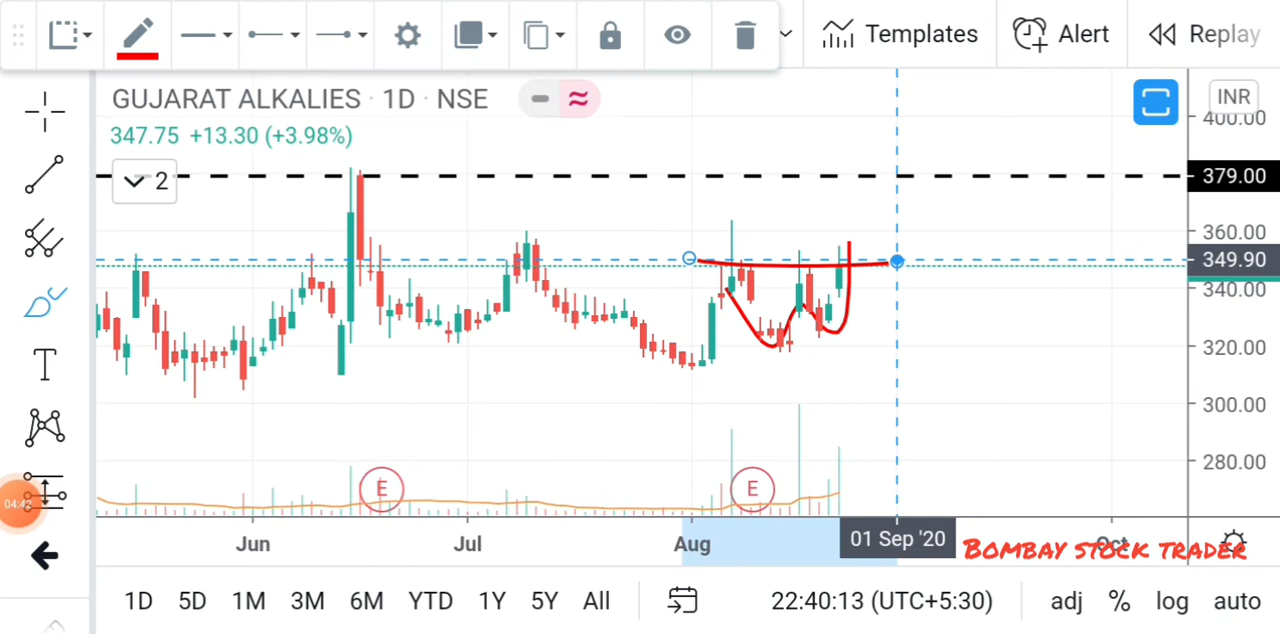 Templates Alert Replay
GUJARAT ALKALIES · 1D · NSE
INR
400.00
347.75 +13.30 (+3.98%)
2
379.00
360.00
349.90
340.00
320.00
300.00
280.00
E E
04:42
Jun Jul Aug 01 Sep '20 Oct
BOMBAY STOCK TRADER
1D 5D 1M 3M 6M YTD 1Y 5Y All 22:40:13 (UTC+5:30) adj % log auto